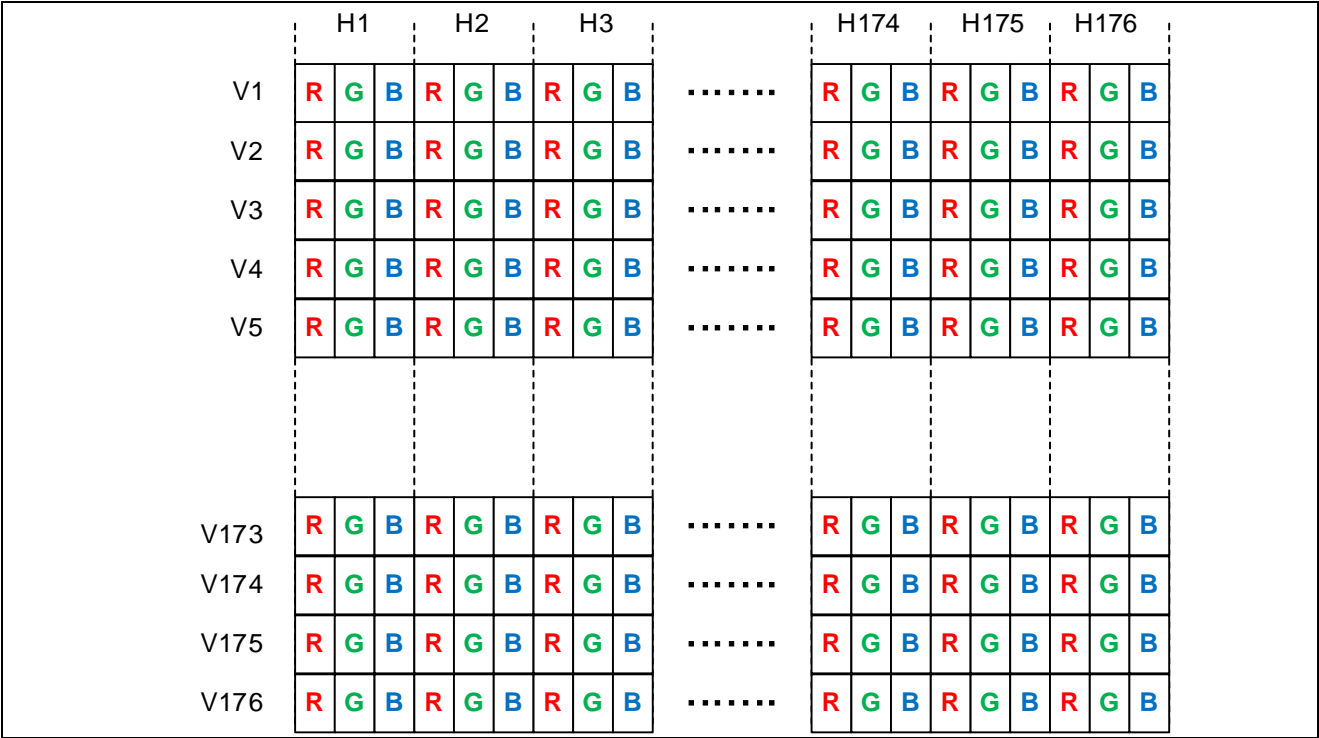 H1 H2 H3 H174 H175 H176
V1 R G B R G B R G B ....... R G B R G B R G B
V2 R G B R G B R G B ....... R G B R G B R G B
V3 R G B R G B R G B ....... R G B R G B R G B
V4 R G B R G B R G B ....... R G B R G B R G B
V5 R G B R G B R G B ....... R G B R G B R G B
V173 R G B R G B R G B ....... R G B R G B R G B
V174 R G B R G B R G B ....... R G B R G B R G B
V175 R G B R G B R G B ....... R G B R G B R G B
V176 R G B R G B R G B ....... R G B R G B R G B